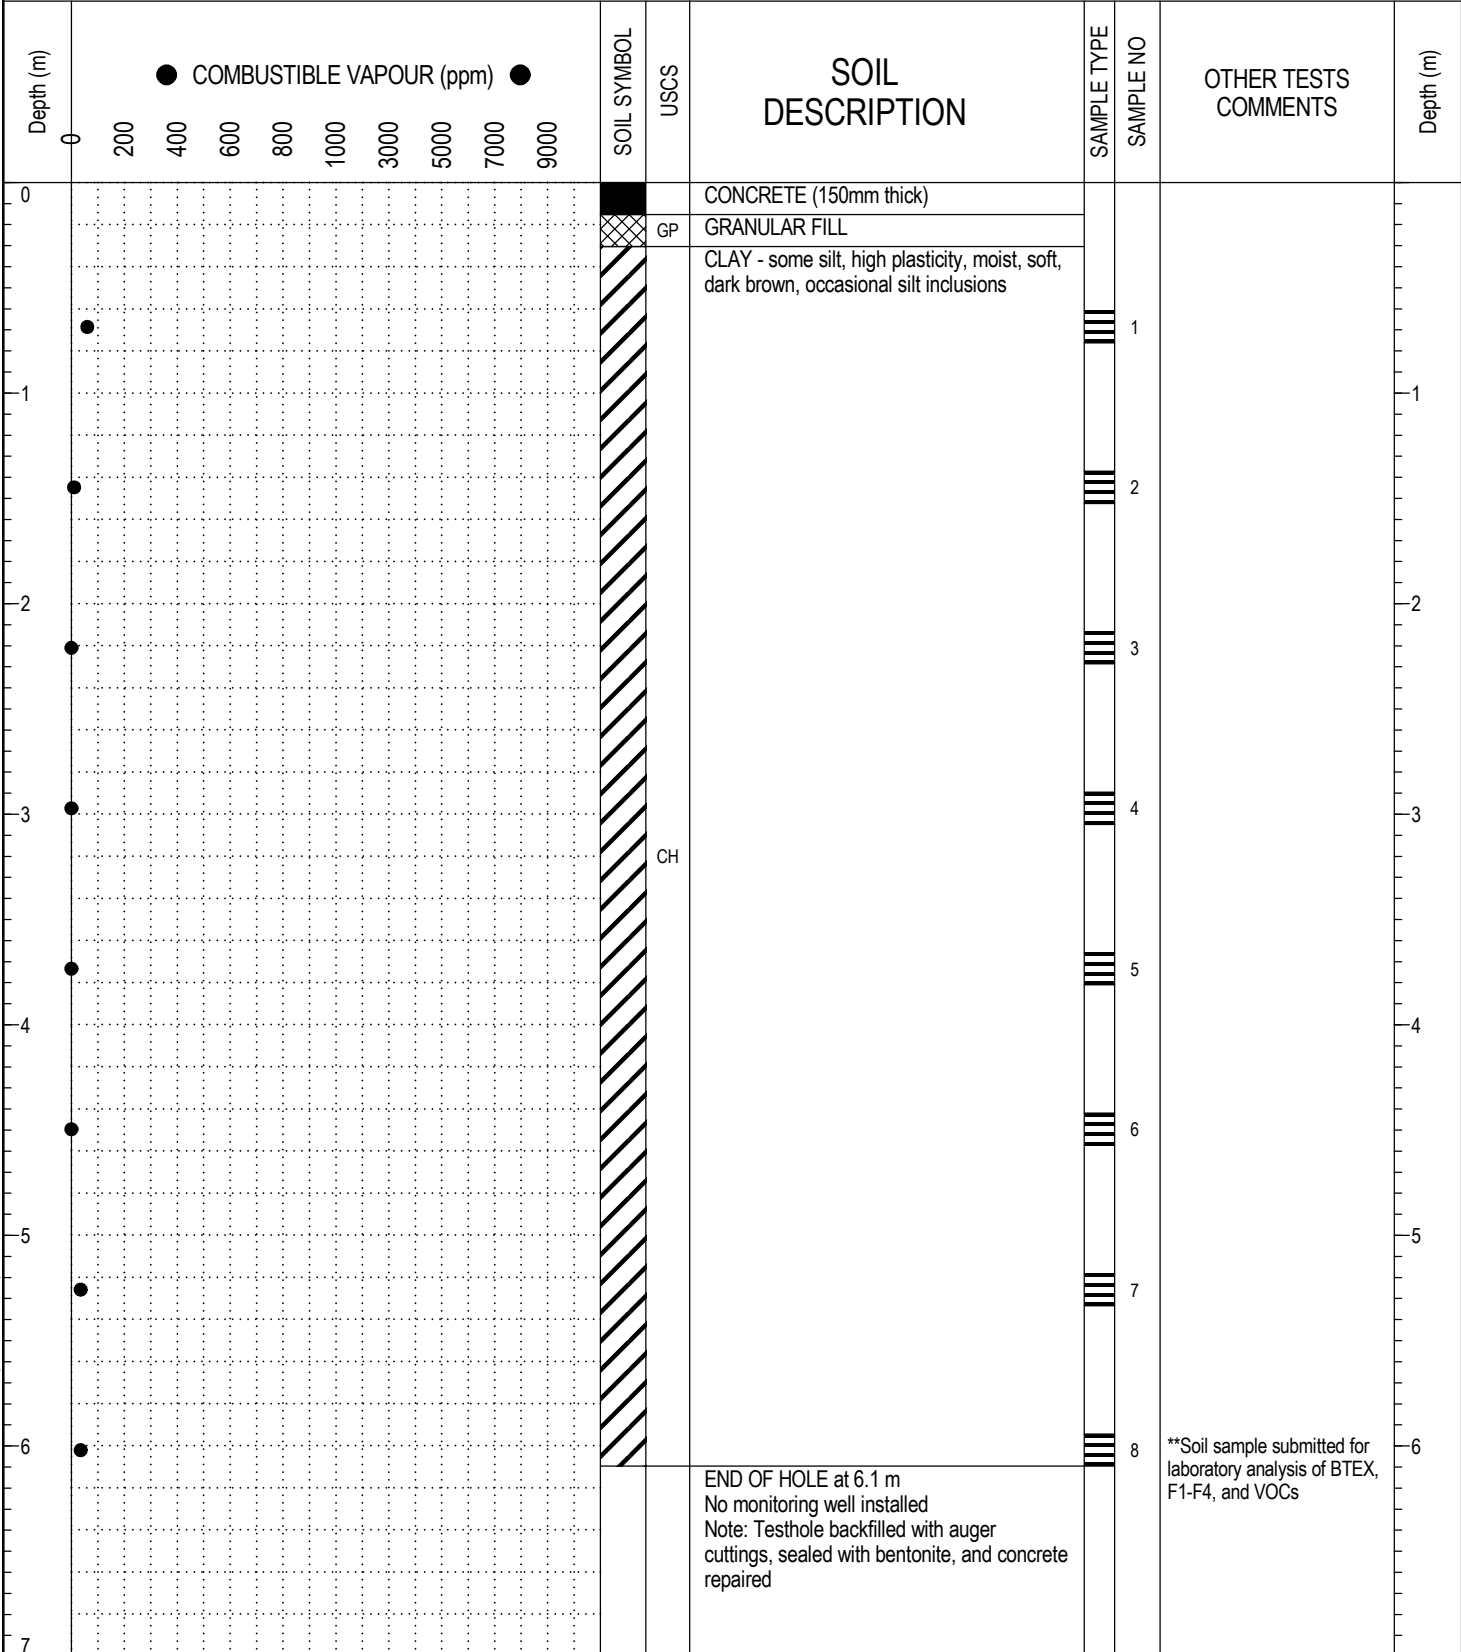 Depth (m)
● COMBUSTIBLE VAPOUR (ppm) ●
0 200 400 600 800 1000 3000 5000 7000 9000
SOIL SYMBOL
USCS
SOIL
DESCRIPTION
SAMPLE TYPE
SAMPLE NO
OTHER TESTS
COMMENTS
Depth (m)
0
CONCRETE (150mm thick)
GP
GRANULAR FILL
CLAY - some silt, high plasticity, moist, soft,
dark brown, occasional silt inclusions
1
1
1
2
2
2
3
3
4
3
CH
5
4
4
6
5
5
7
6
8
**Soil sample submitted for
laboratory analysis of BTEX,
F1-F4, and VOCs
6
END OF HOLE at 6.1 m
No monitoring well installed
Note: Testhole backfilled with auger
cuttings, sealed with bentonite, and concrete
repaired
7